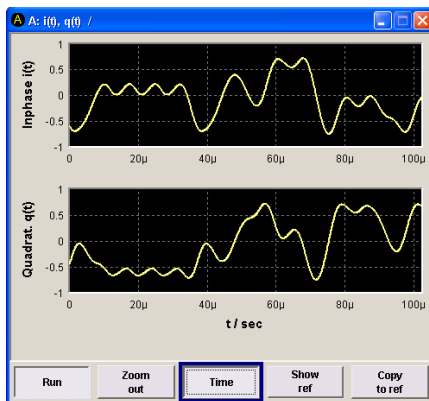 A A: i(t), q(t) /
Inphase i(t)
1
0.5
0
-0.5
-1
0 20µ 40µ 60µ 80µ 100µ
Quadrat. q(t)
1
0.5
0
-0.5
-1
0 20µ 40µ 60µ 80µ 100µ
t / sec
Run
Zoom
out
Time
Show
ref
Copy
to ref